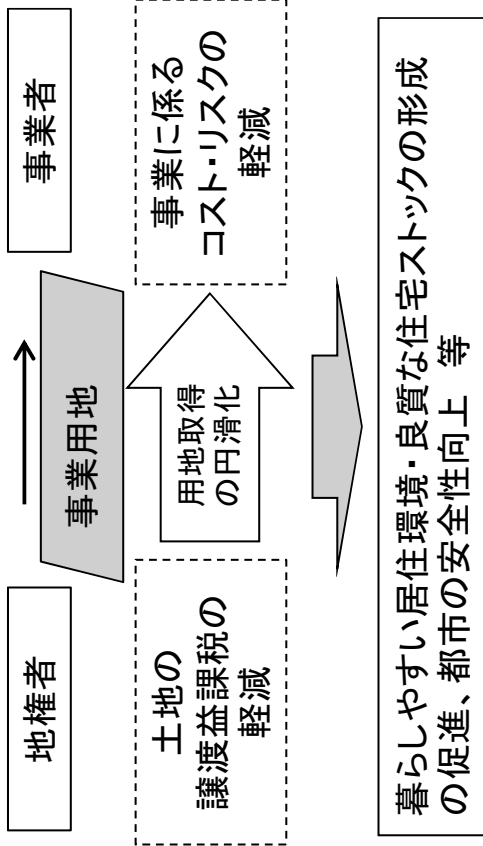 地権者
事業者
事業用地
土地の
譲渡益課税の
軽減
用地取得
の円滑化
事業に係る
コスト・リスクの
軽減
暮らしやすい居住環境・良質な住宅ストックの形成
の促進、都市の安全性向上　等